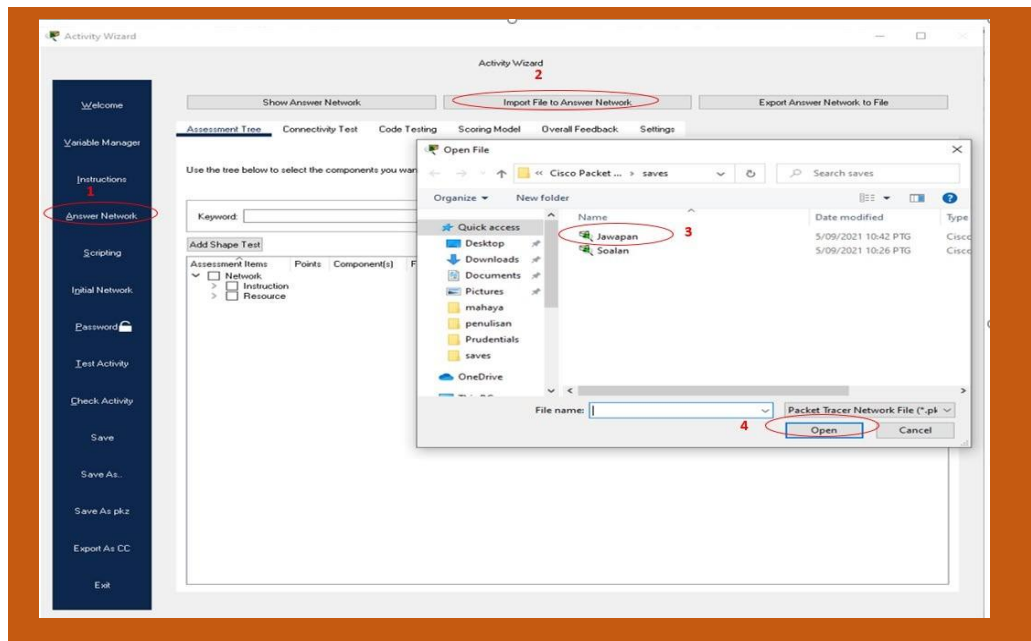 Activity Wizard
Activity Wizard
2
Welcome
Show Answer Network
Import File to Answer Network
Export Answer Network to File
Assessment Tree Connectivity Test Code Testing Scoring Model Overall Feedback Settings
Variable Manager
Open File
Use the tree below to select the components you wan
Cisco Packet ... › saves
Search saves
Instructions
1
Organize New folder
Answer Network
Keyword:
Name Date modified Type
Quick access
Jawapan 3 5/09/2021 10:42 PTG Cisco
Add Shape Test
Desktop
Soalan 5/09/2021 10:26 PTG Cisco
Scripting
Downloads
Assessment Items Points Component(s) F
Network
Documents
Instruction
Initial Network
Pictures
Resource
mahaya
penulisan
Password
Prudentials
saves
Test Activity
OneDrive
Check Activity
File name: Packet Tracer Network File (*.pk
4 Open Cancel
Save
Save As..
Save As pkz
Export As CC
Exit